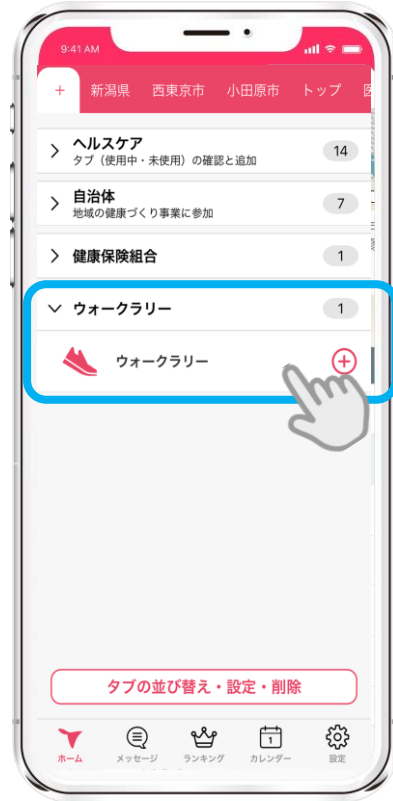 9:41 AM
+ 新潟県 西東京市 小田原市 トップ 医
ヘルスケア 14
タブ（使用中・未使用）の確認と追加
自治体 7
地域の健康づくり事業に参加
健康保険組合 1
ウォークラリー 1
ウォークラリー
タブの並び替え・設定・削除
1
ホーム メッセージ ランキング カレンダー 設定